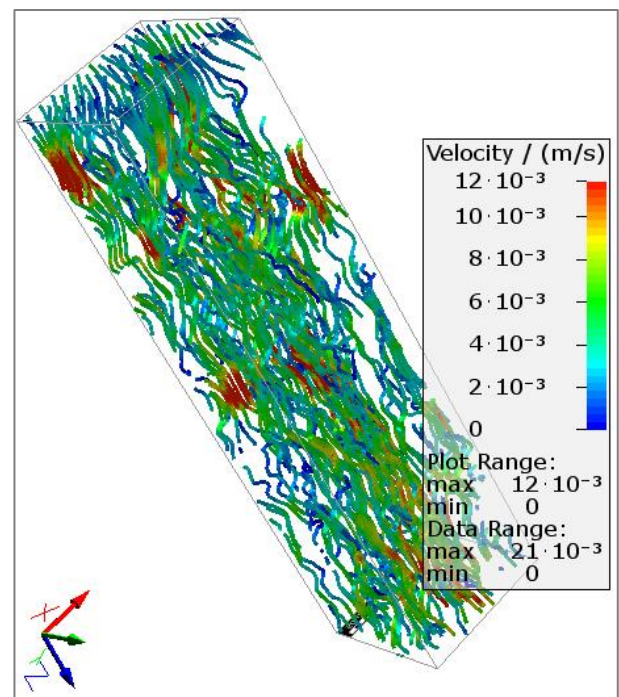 Velocity / (m/s)
12·10⁻³
10·10⁻³
8·10⁻³
6·10⁻³
4·10⁻³
2·10⁻³
0
Plot Range:
max 12·10⁻³
min 0
Data Range:
max 21·10⁻³
min 0
X
Y
Z